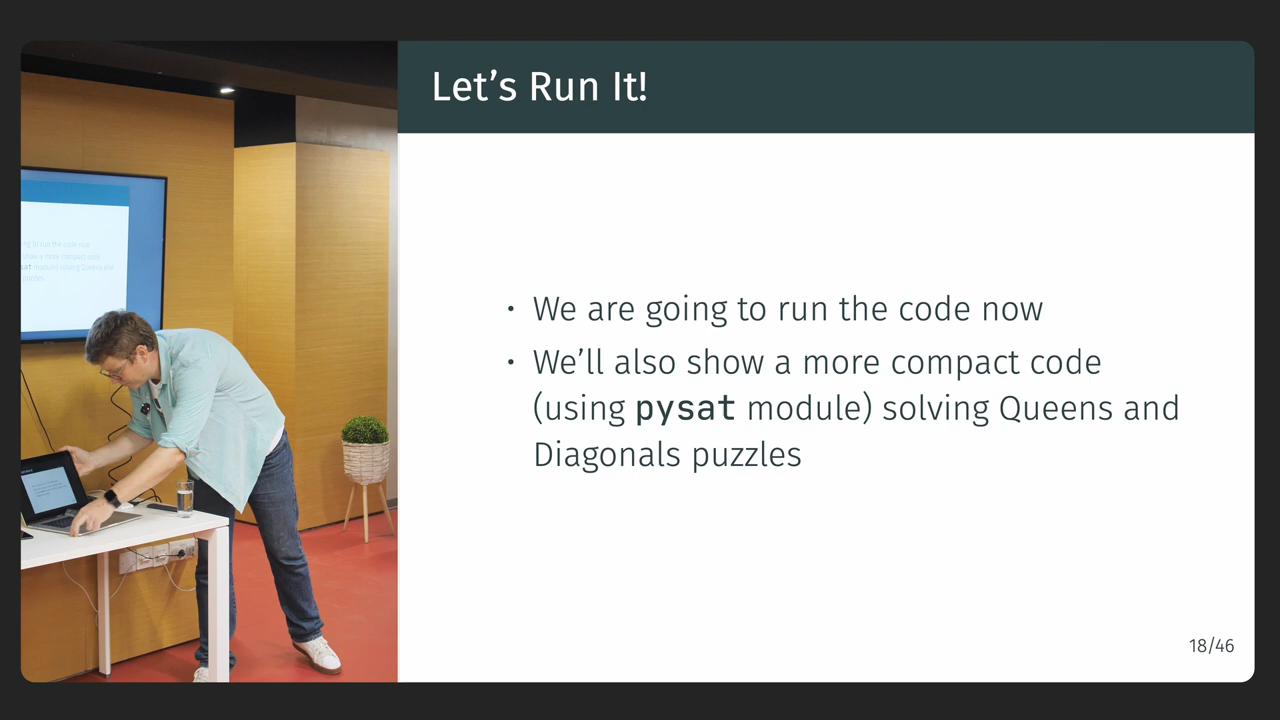 Let’s Run It!
• We are going to run the code now
• We’ll also show a more compact code
(using pysat module) solving Queens and
Diagonals puzzles
18/46